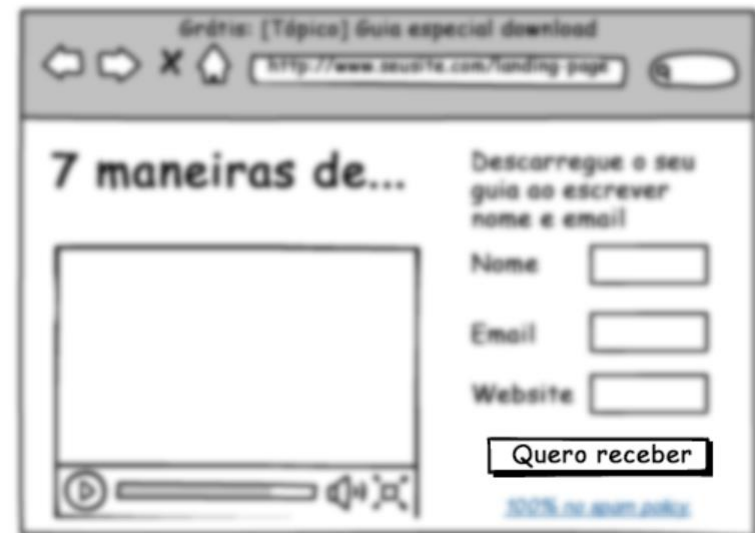 Grátis: [Tópico] Guia especial download
http://www.seusite.com/landing-page
7 maneiras de...
Descarregue o seu
guia ao escrever
nome e email
Nome
Email
Website
Quero receber
100% no spam policy